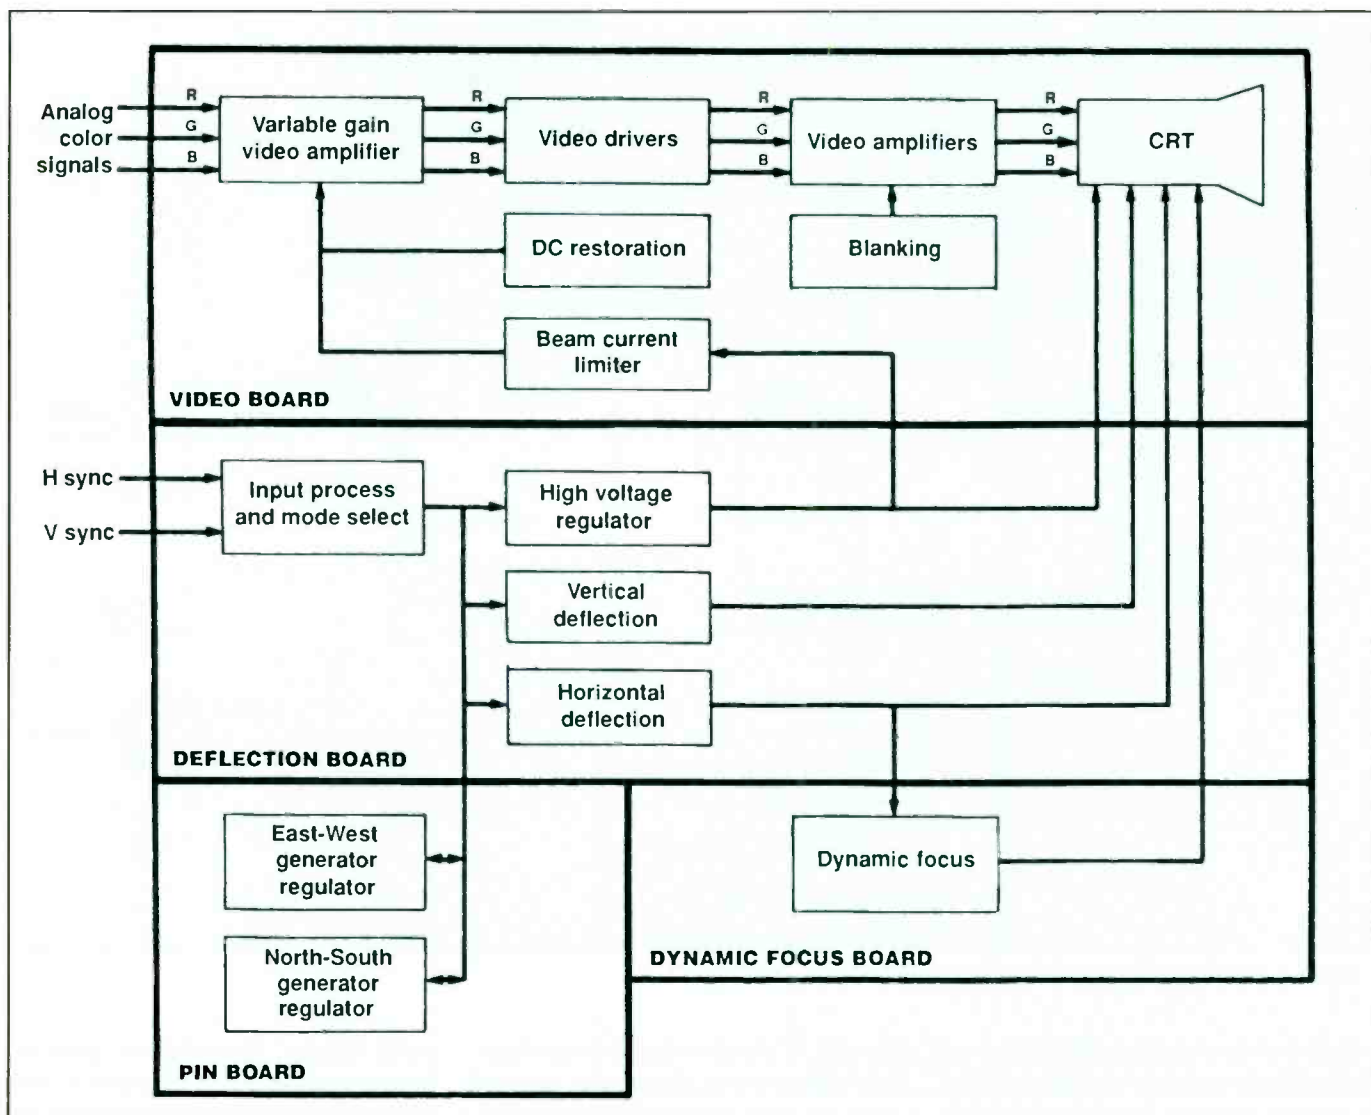 Analog
color
signals
R
G
B
Variable gain
video amplifier
R
G
B
Video drivers
R
G
B
Video amplifiers
R
G
B
CRT
DC restoration
Blanking
Beam current
limiter
VIDEO BOARD
H sync
V sync
Input process
and mode select
High voltage
regulator
Vertical
deflection
Horizontal
deflection
DEFLECTION BOARD
East-West
generator
regulator
North-South
generator
regulator
PIN BOARD
Dynamic focus
DYNAMIC FOCUS BOARD